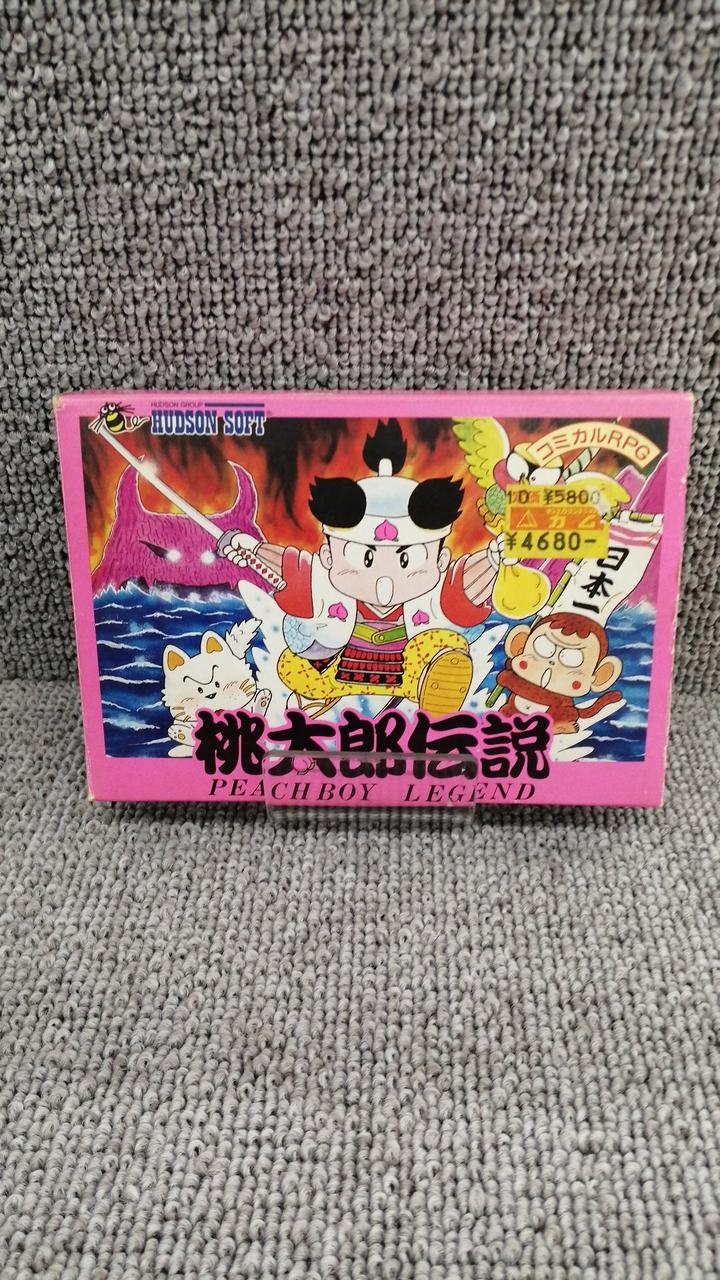 HUDSON GROUP
HUDSON SOFT®
コミカルRPG
¥5800
カム
¥4680-
日本一
桃太郎伝説
PEACH BOY LEGEND